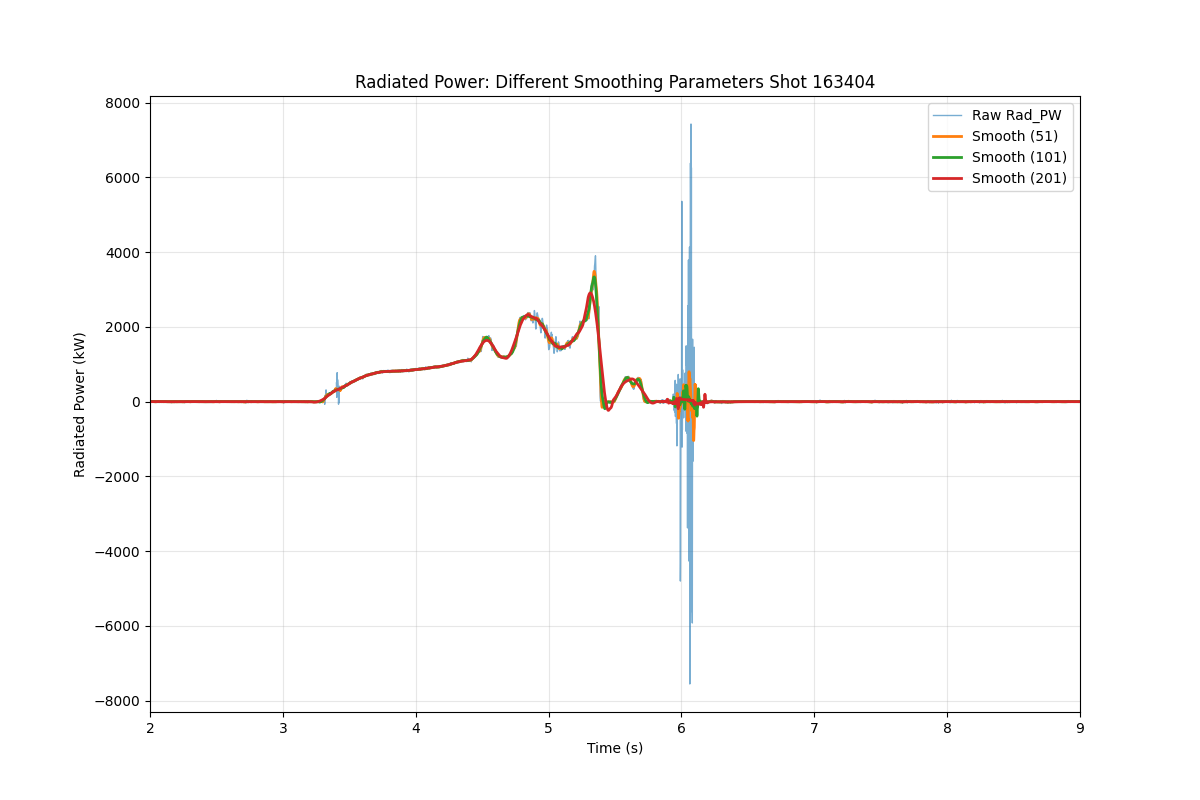 Radiated Power: Different Smoothing Parameters Shot 163404
Raw Rad_PW
Smooth (51)
Smooth (101)
Smooth (201)
Radiated Power (kW)
8000
6000
4000
2000
0
−2000
−4000
−6000
−8000
2 3 4 5 6 7 8 9
Time (s)